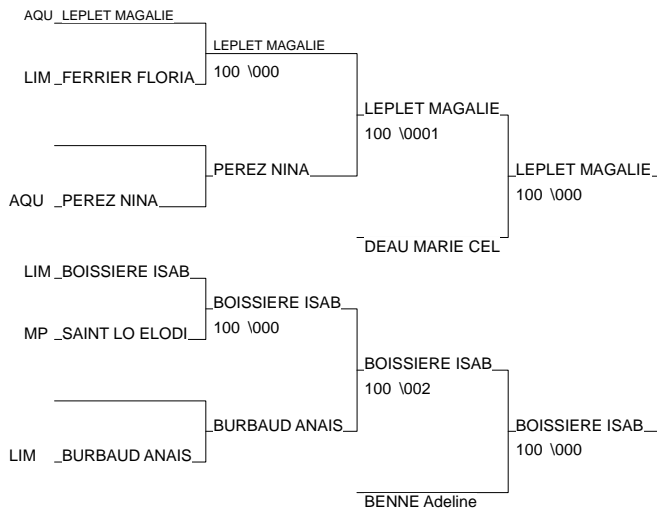 AQU LEPLET MAGALIE
LEPLET MAGALIE
100 \000
LIM FERRIER FLORIA
LEPLET MAGALIE
100 \0001
PEREZ NINA
LEPLET MAGALIE
100 \000
AQU PEREZ NINA
DEAU MARIE CEL
LIM BOISSIERE ISAB
BOISSIERE ISAB
100 \000
MP SAINT LO ELODI
BOISSIERE ISAB
100 \002
BURBAUD ANAIS
BOISSIERE ISAB
100 \000
LIM BURBAUD ANAIS
BENNE Adeline